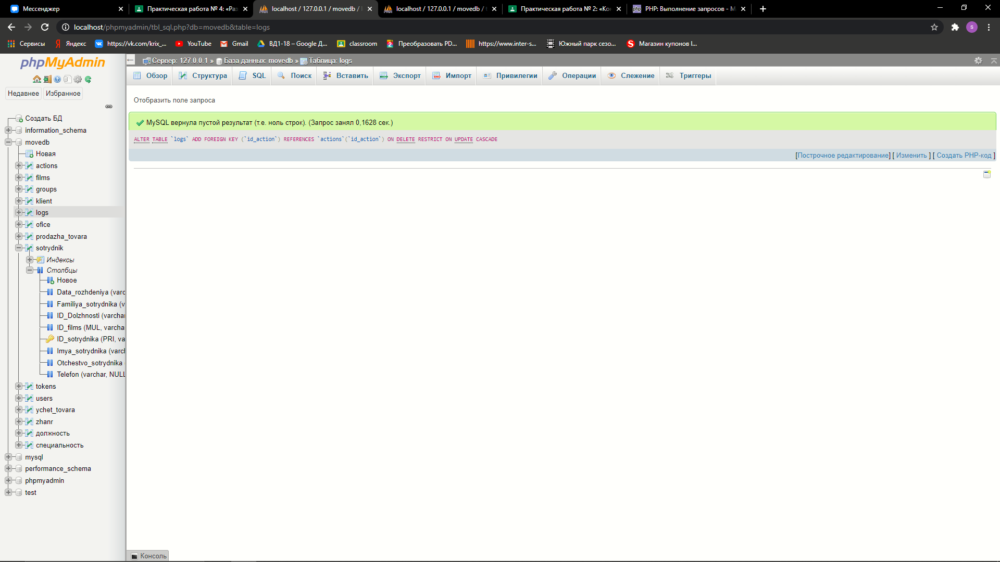 Мессенджер
Практическая работа № 4: «Раз
localhost / 127.0.0.1 / movedb / l
localhost / 127.0.0.1 / movedb / t
Практическая работа № 2: «Кон
PHP: Выполнение запросов - M
localhost/phpmyadmin/tbl_sql.php?db=movedb&table=logs
s
Сервисы
Яндекс
https://vk.com/krix_...
YouTube
Gmail
ВД1-18 – Google Д...
classroom
Преобразовать PD...
https://www.inter-s...
Южный парк сезо...
Магазин купонов I...
phpMyAdmin
Недавнее
Избранное
Создать БД
information_schema
movedb
Новая
actions
films
groups
klient
logs
ofice
prodazha_tovara
sotrydnik
Индексы
Столбцы
Новое
Data_rozhdeniya (varc
Familiya_sotrydnika (v
ID_Dolzhnosti (varcha
ID_films (MUL, varcha
ID_sotrydnika (PRI, va
Imya_sotrydnika (varch
Otchestvo_sotrydnika
Telefon (varchar, NULL
tokens
users
ychet_tovara
zhanr
должность
специальность
mysql
performance_schema
phpmyadmin
test
Сервер: 127.0.0.1 » База данных: movedb » Таблица: logs
Обзор
Структура
SQL
Поиск
Вставить
Экспорт
Импорт
Привилегии
Операции
Слежение
Триггеры
Отобразить поле запроса
MySQL вернула пустой результат (т.е. ноль строк). (Запрос занял 0,1628 сек.)
ALTER TABLE `logs` ADD FOREIGN KEY (`id_action`) REFERENCES `actions`(`id_action`) ON DELETE RESTRICT ON UPDATE CASCADE
[Построчное редактирование] [ Изменить ] [ Создать PHP-код ]
Консоль